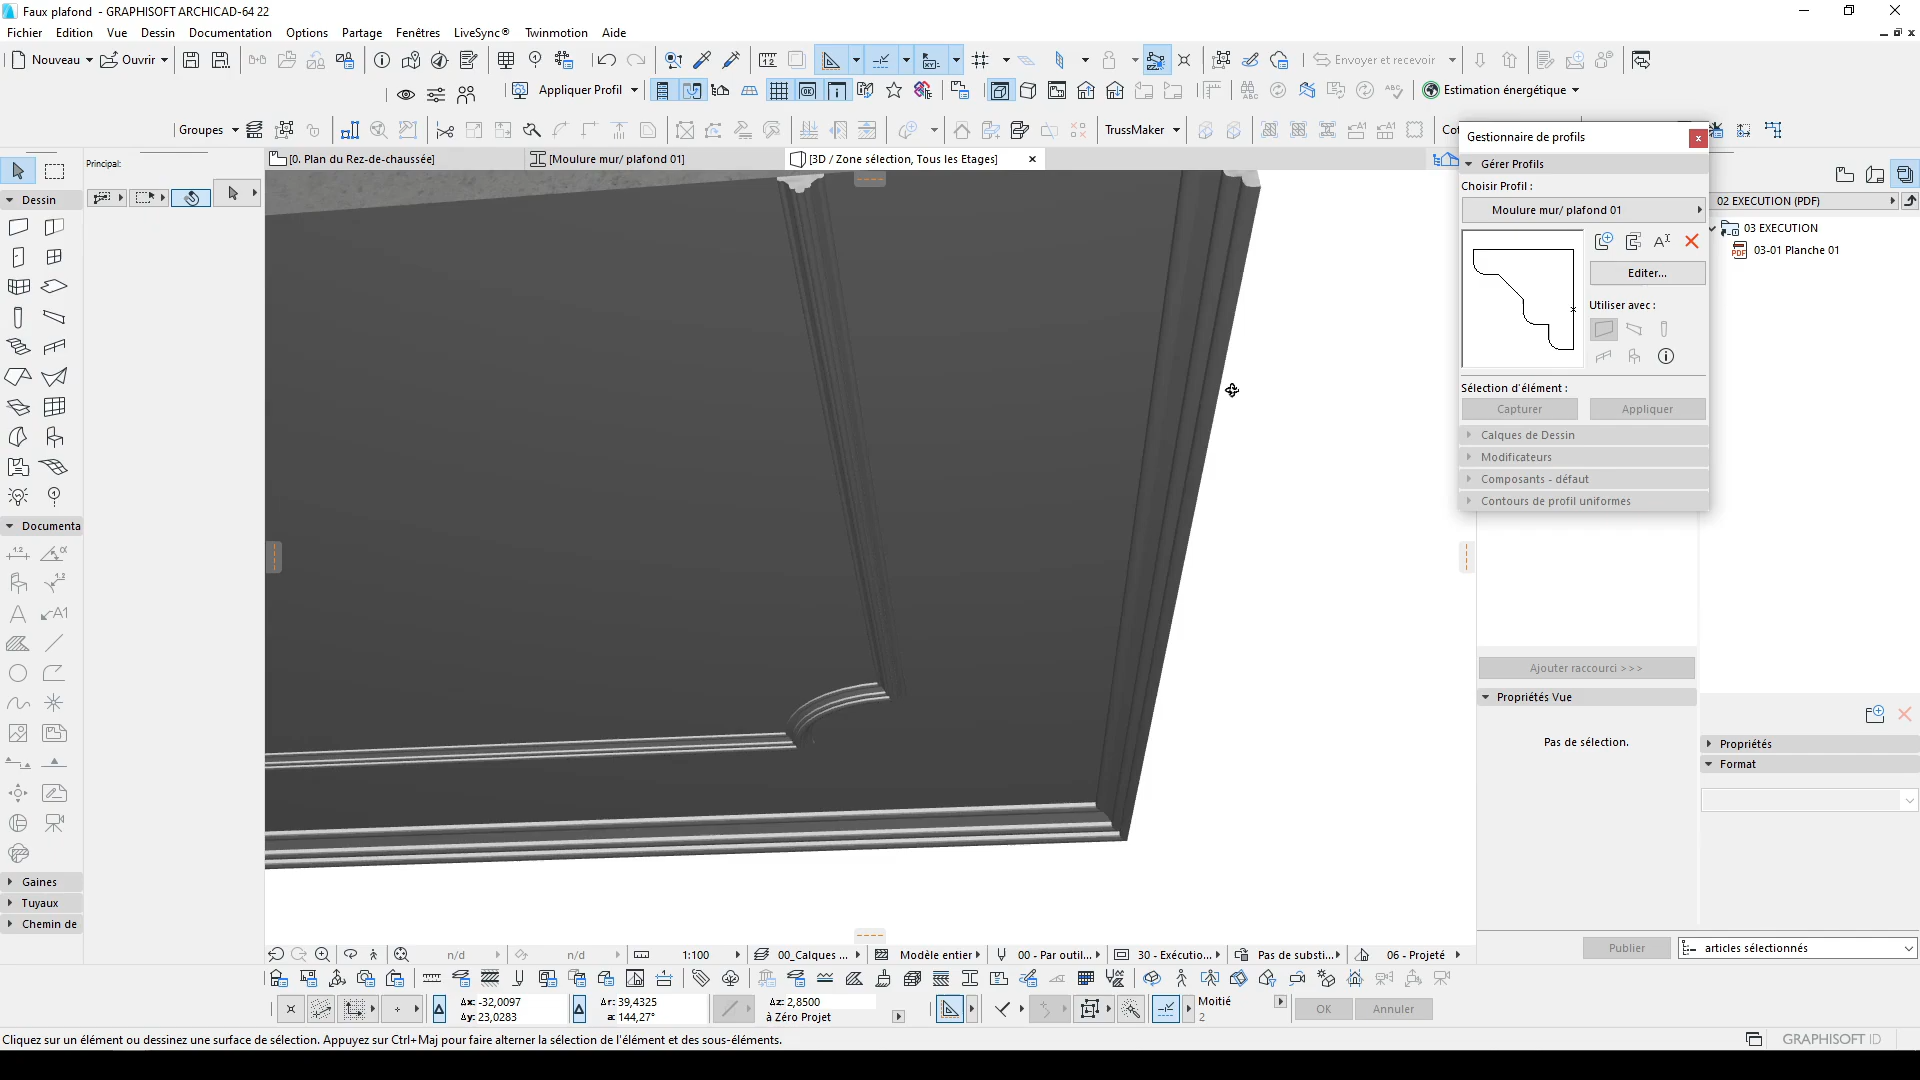 Faux plafond - GRAPHISOFT ARCHICAD-64 22
Fichier Edition Vue Dessin Documentation Options Partage Fenêtres LiveSync® Twinmotion Aide
Nouveau Ouvrir Envoyer et recevoir
Appliquer Profil Estimation énergétique
Groupes TrussMaker Cot
Gestionnaire de profils
Principal:
[0. Plan du Rez-de-chaussée] [Moulure mur/ plafond 01] [3D / Zone sélection, Tous les Etages]
Gérer Profils
Choisir Profil :
Moulure mur/ plafond 01
Editer...
Utiliser avec :
Sélection d'élément :
Capturer Appliquer
Calques de Dessin
Modificateurs
Composants - défaut
Contours de profil uniformes
02 EXECUTION (PDF)
03 EXECUTION
PDF 03-01 Planche 01
Dessin
Documenta
Gaines
Tuyaux
Chemin de
Ajouter raccourci >>>
Propriétés Vue
Pas de sélection.
Propriétés
Format
Publier articles sélectionnés
n/d n/d 1:100 00_Calques ... Modèle entier 00 - Par outil... 30 - Exécutio... Pas de substi... 06 - Projeté
Δx: -32,0097
Δy: 23,0283
Δr: 39,4325
a: 144,27°
Δz: 2,8500
à Zéro Projet
Moitié
2
OK Annuler
Cliquez sur un élément ou dessinez une surface de sélection. Appuyez sur Ctrl+Maj pour faire alterner la sélection de l'élément et des sous-éléments.
GRAPHISOFT ID